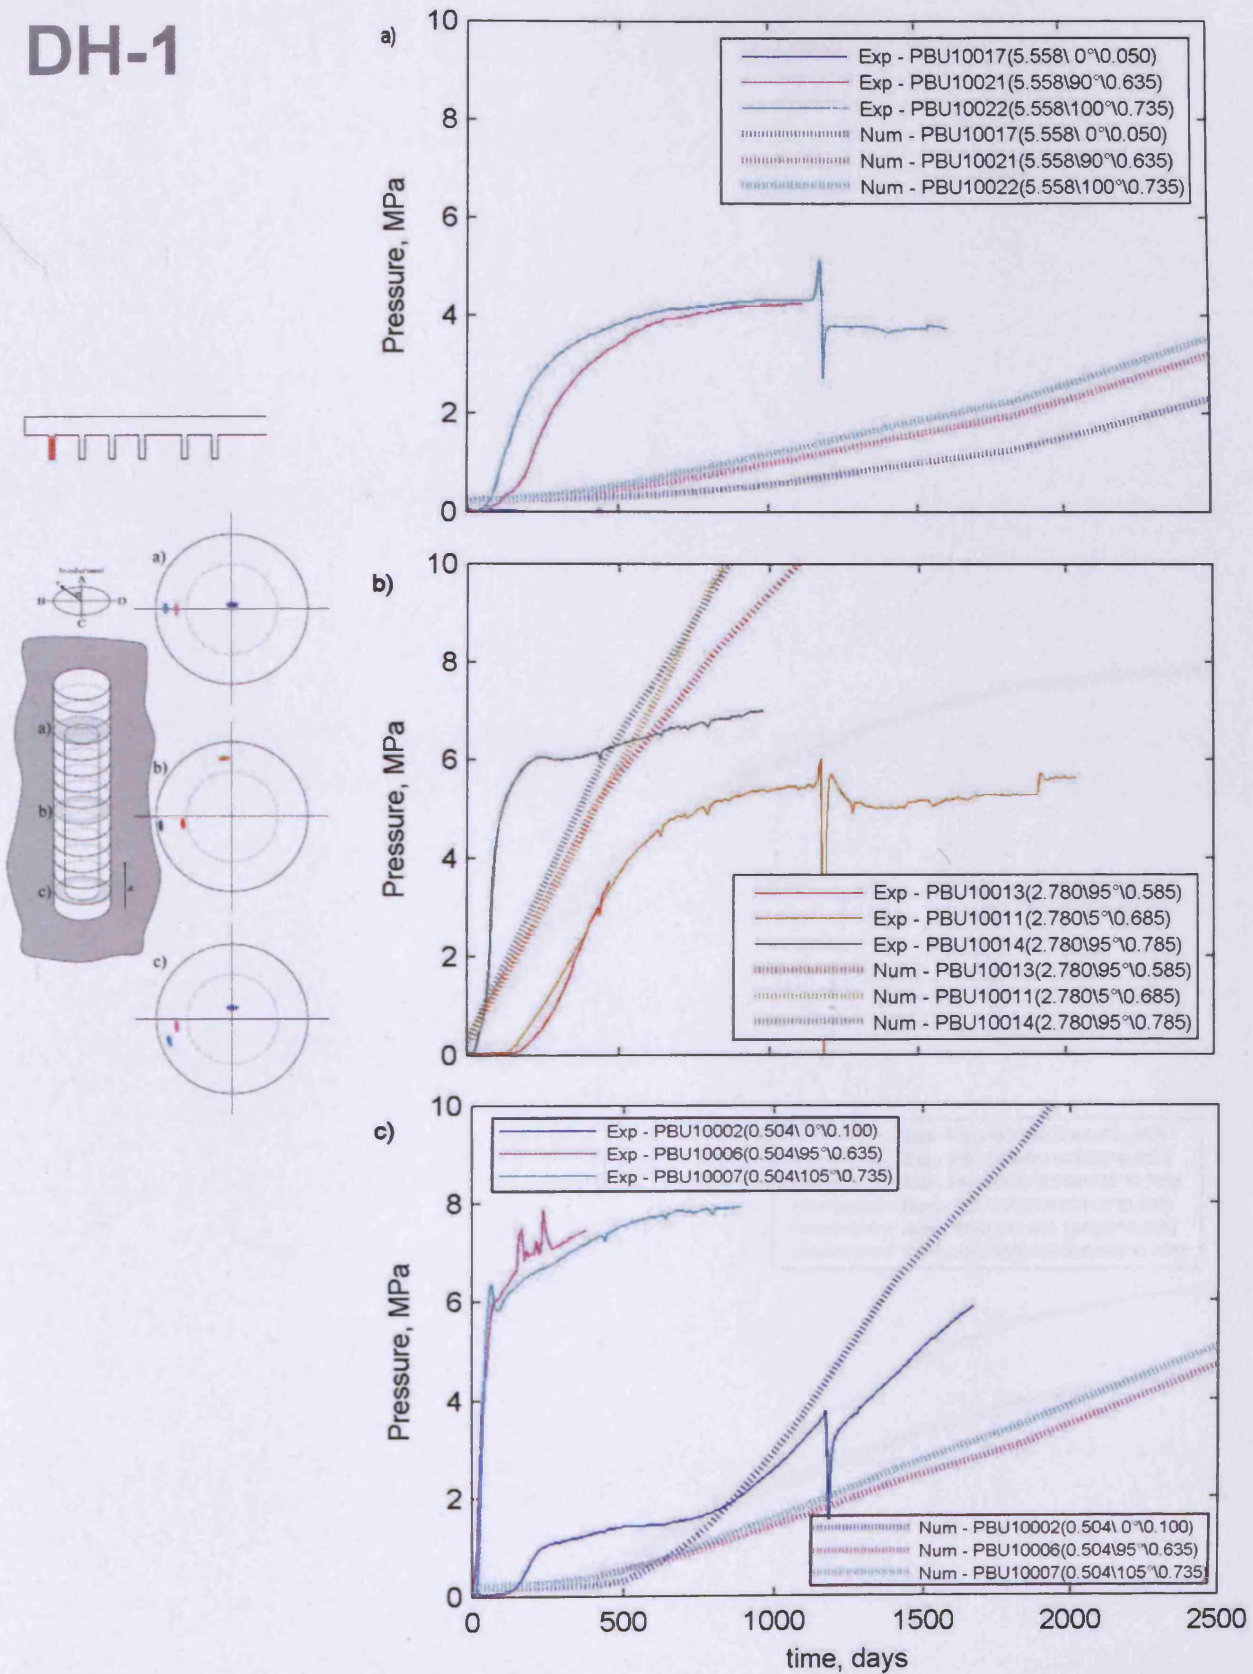 DH-1
a)
10
8
6
4
2
0
Pressure, MPa
Exp - PBU10017(5.558\ 0°\0.050)
Exp - PBU10021(5.558\90°\0.635)
Exp - PBU10022(5.558\100°\0.735)
Num - PBU10017(5.558\ 0°\0.050)
Num - PBU10021(5.558\90°\0.635)
Num - PBU10022(5.558\100°\0.735)
0 500 1000 1500 2000 2500
a)
A
B
D
C
a)
b)
c)
b)
c)
b)
10
8
6
4
2
0
Pressure, MPa
Exp - PBU10013(2.780\95°\0.585)
Exp - PBU10011(2.780\5°\0.685)
Exp - PBU10014(2.780\95°\0.785)
Num - PBU10013(2.780\95°\0.585)
Num - PBU10011(2.780\5°\0.685)
Num - PBU10014(2.780\95°\0.785)
c)
10
8
6
4
2
0
Pressure, MPa
Exp - PBU10002(0.504\ 0°\0.100)
Exp - PBU10006(0.504\95°\0.635)
Exp - PBU10007(0.504\105°\0.735)
Num - PBU10002(0.504\ 0°\0.100)
Num - PBU10006(0.504\95°\0.635)
Num - PBU10007(0.504\105°\0.735)
0 500 1000 1500 2000 2500
time, days